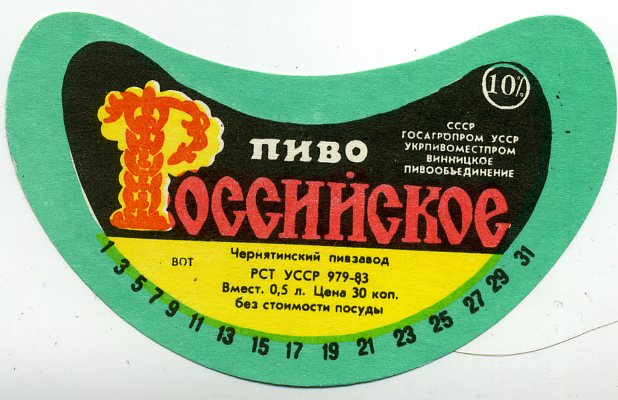 10%
СССР
ГОСАГРОПРОМ УССР
УКРПИВОМЕСТПРОМ
ВИННИЦКОЕ
ПИВООБЪЕДИНЕНИЕ
ПИВО
Российское
ВОТ
Чернятинский пивзавод
РСТ УССР 979-83
Вмест. 0,5 л. Цена 30 коп.
без стоимости посуды
1 3 5 7 9 11 13 15 17 19 21 23 25 27 29 31